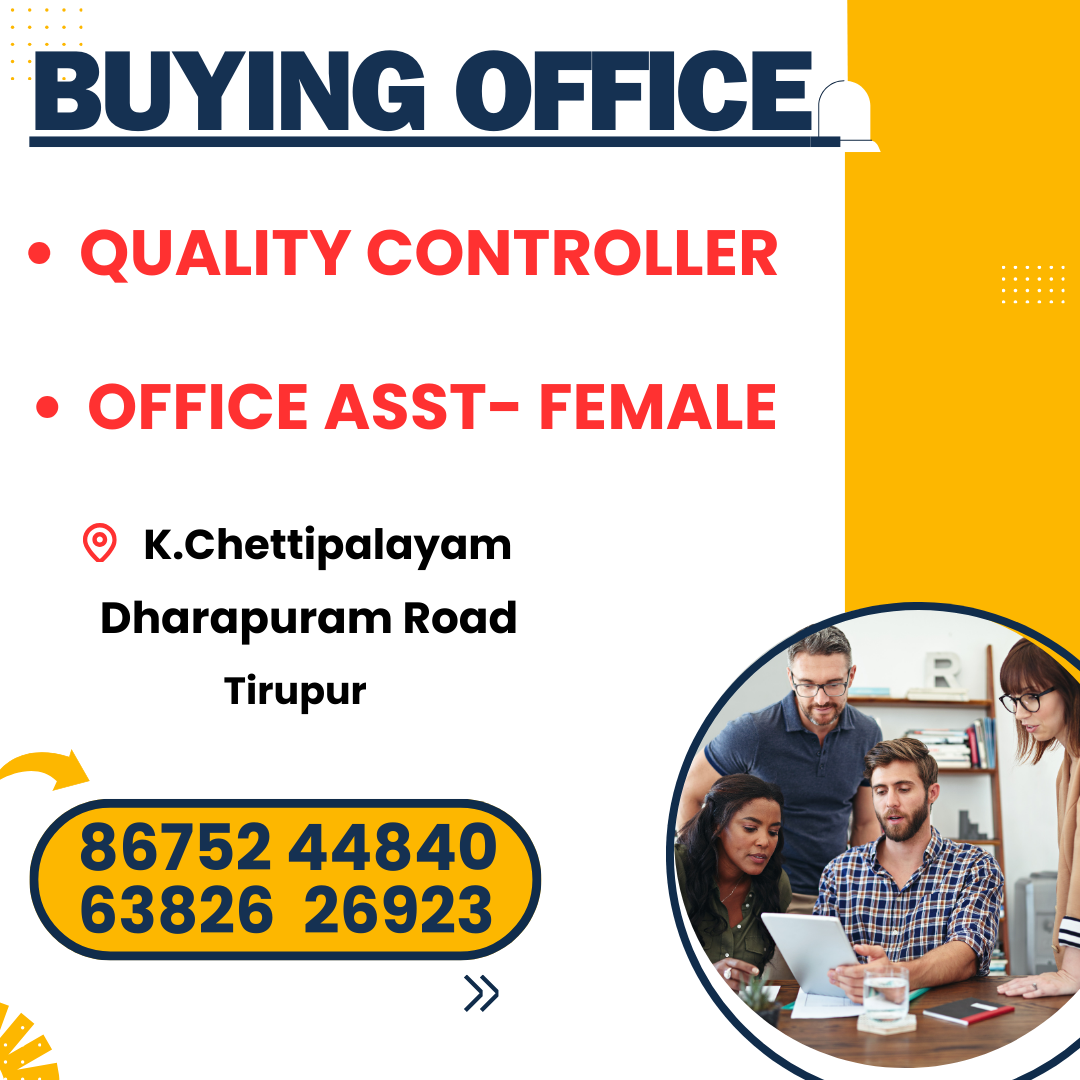 BUYING OFFICE
• QUALITY CONTROLLER
• OFFICE ASST- FEMALE
K.Chettipalayam
Dharapuram Road
Tirupur
86752 44840
63826 26923
R